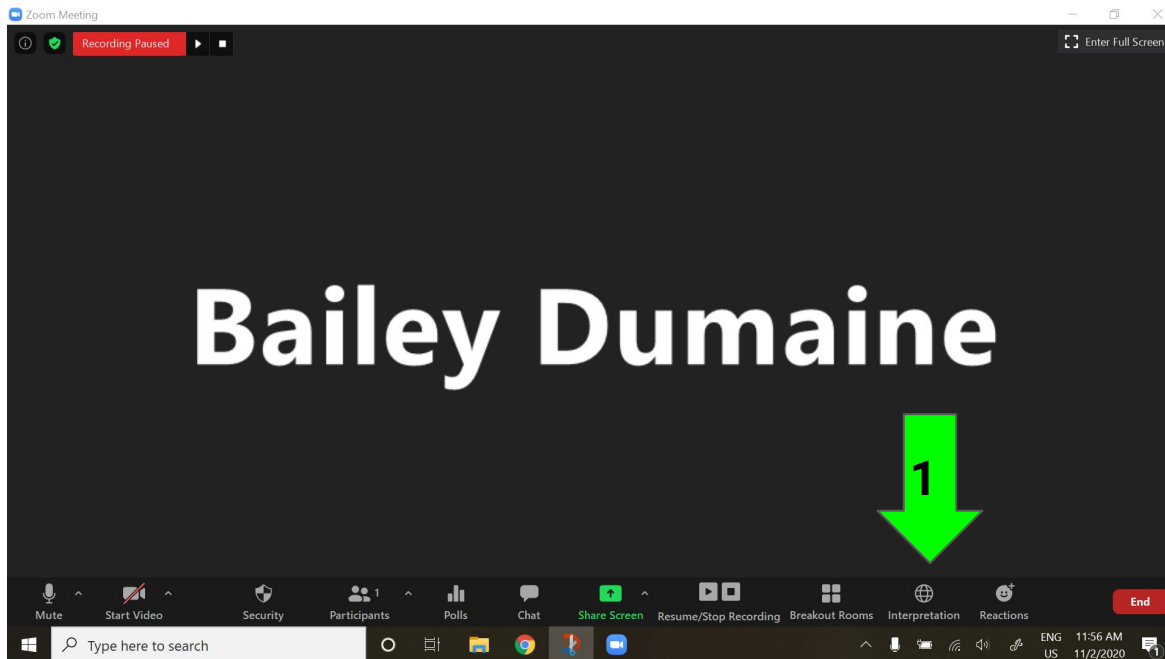 Zoom Meeting
Recording Paused
Enter Full Screen
Bailey Dumaine
1
1
Mute Start Video Security Participants Polls Chat Share Screen Resume/Stop Recording Breakout Rooms Interpretation Reactions
End
Type here to search
ENG 11:56 AM
US 11/2/2020
1